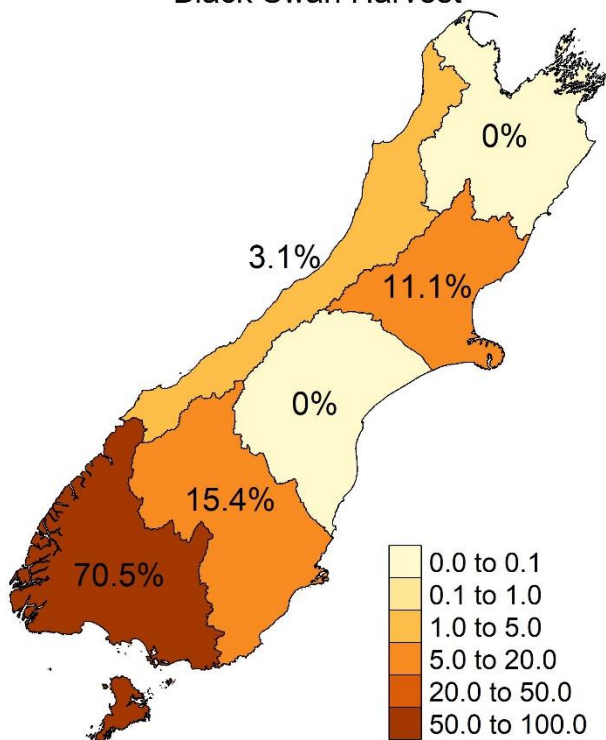 Black Swan Harvest
0%
3.1%
11.1%
0%
15.4%
70.5%
0.0 to 0.1
0.1 to 1.0
1.0 to 5.0
5.0 to 20.0
20.0 to 50.0
50.0 to 100.0